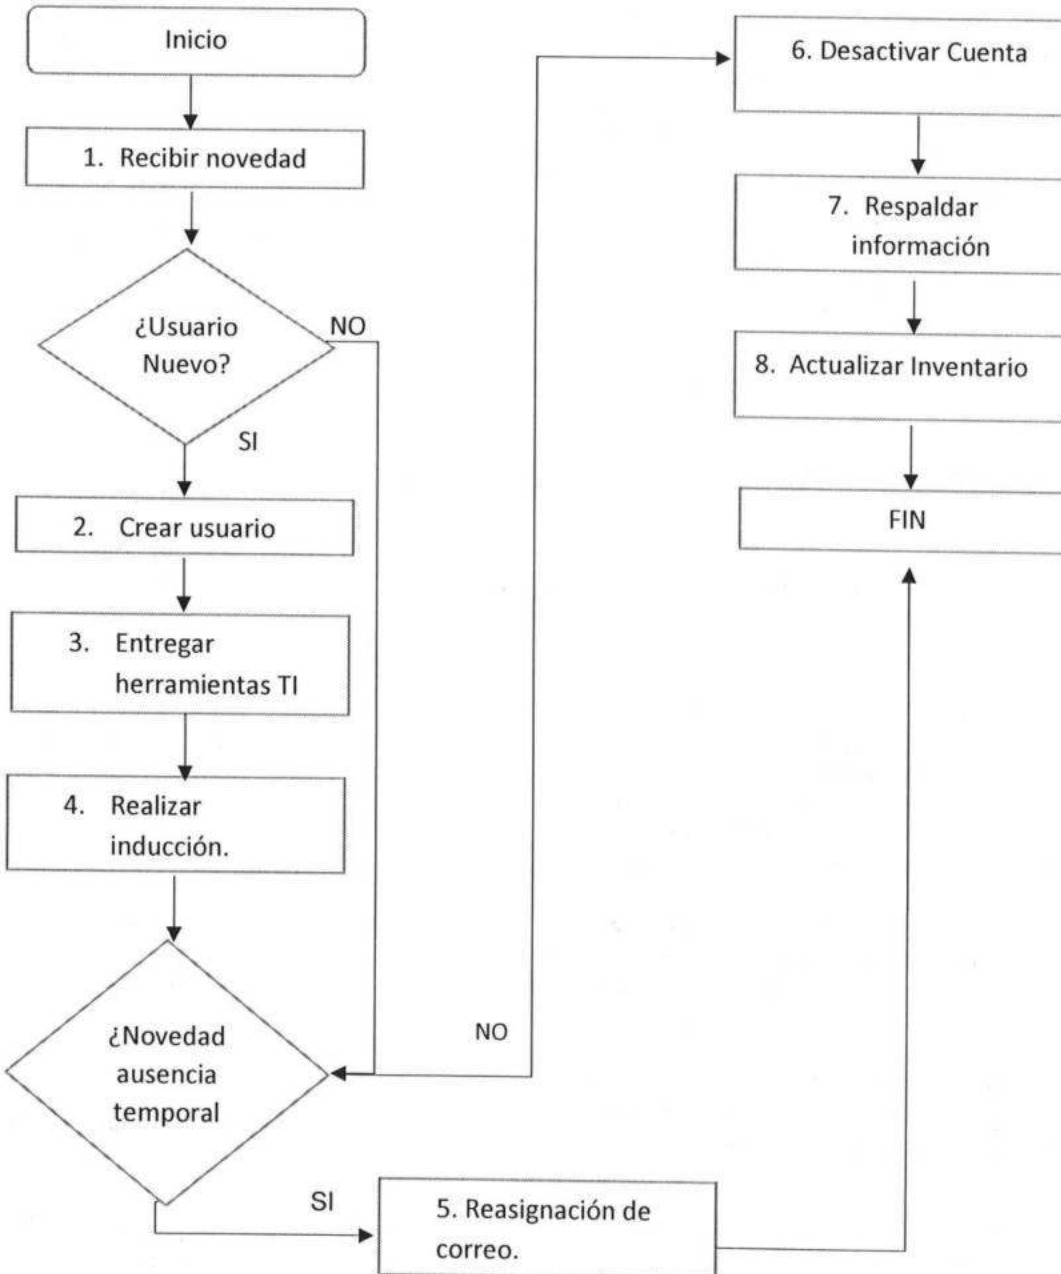 Inicio
1. Recibir novedad
¿Usuario
Nuevo?
NO
SI
2. Crear usuario
3. Entregar
herramientas TI
4. Realizar
inducción.
¿Novedad
ausencia
temporal
NO
SI
5. Reasignación de
correo.
6. Desactivar Cuenta
7. Respaldar
información
8. Actualizar Inventario
FIN